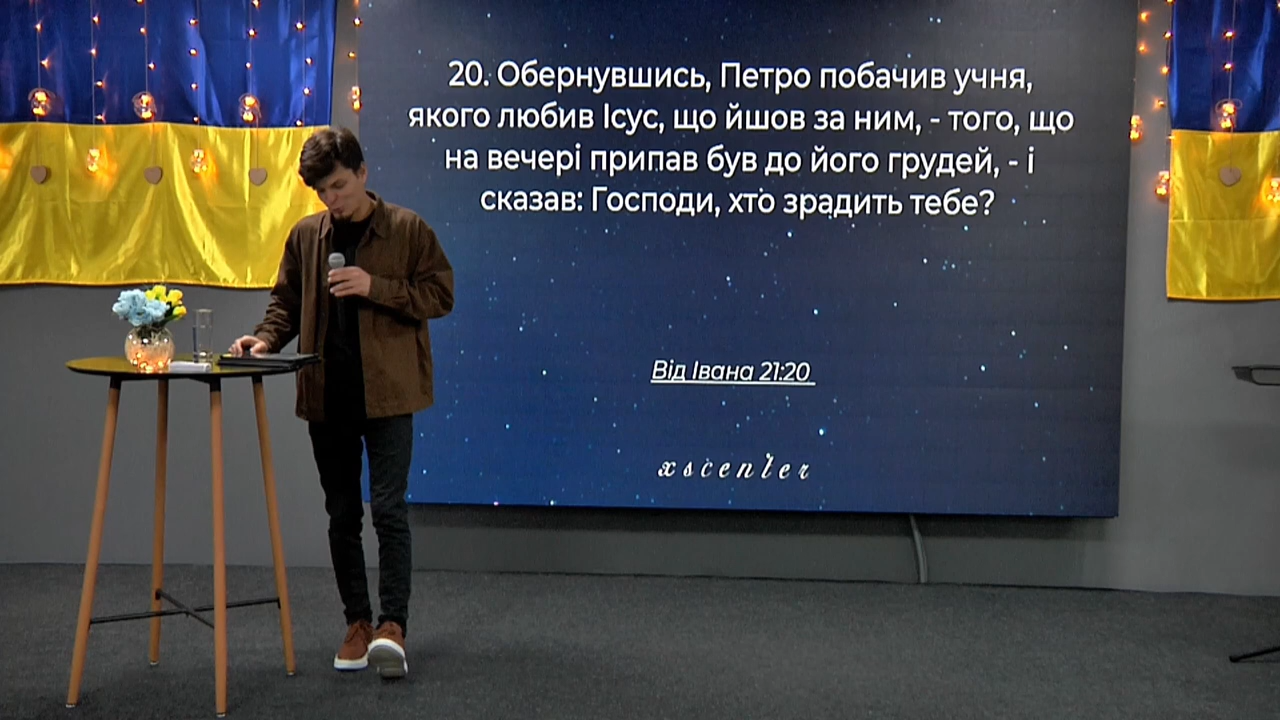 20. Обернувшись, Петро побачив учня,
якого любив Ісус, що йшов за ним, - того, що
на вечері припав був до його грудей, - і
сказав: Господи, хто зрадить тебе?
Від Івана 21:20
xscenter